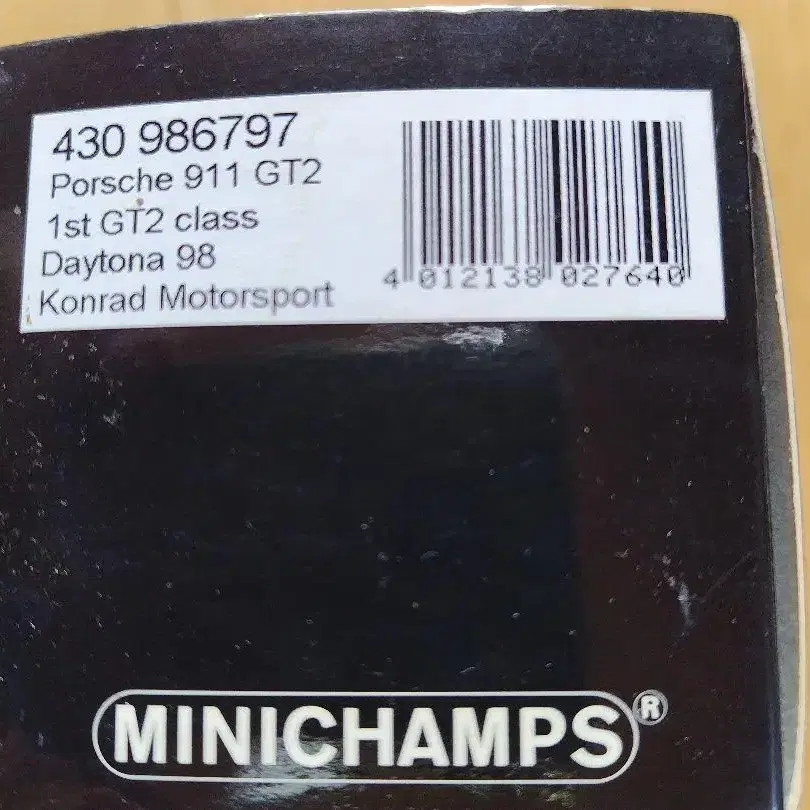 430 986797
Porsche 911 GT2
1st GT2 class
Daytona 98
Konrad Motorsport
4 012138 027640
MINICHAMPS®